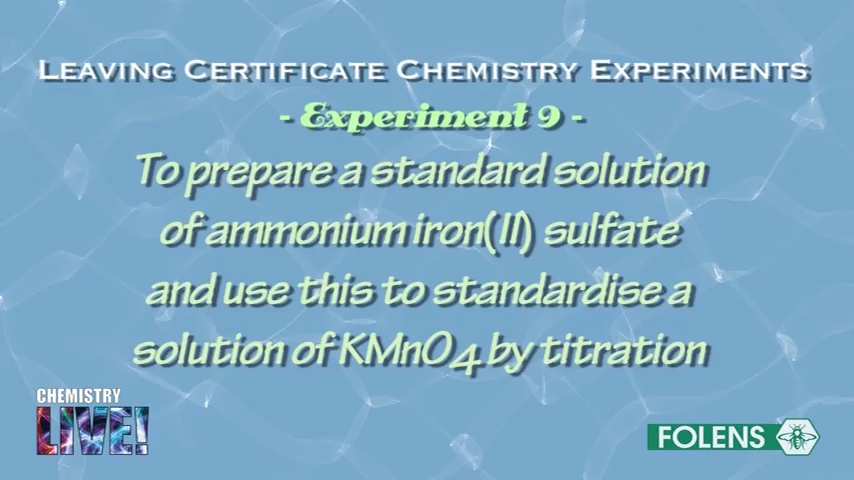 LEAVING CERTIFICATE CHEMISTRY EXPERIMENTS
- Experiment 9 -
To prepare a standard solution
of ammonium iron(II) sulfate
and use this to standardise a
solution of KMnO4 by titration
CHEMISTRY
LIVE!
FOLENS